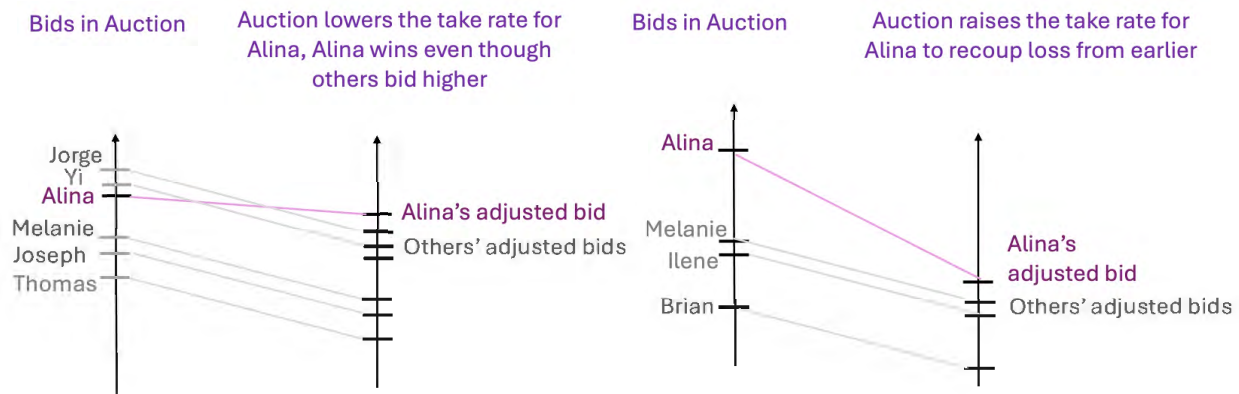 Bids in Auction
Auction lowers the take rate for
Alina, Alina wins even though
others bid higher
Jorge
Yi
Alina
Melanie
Joseph
Thomas
Alina's adjusted bid
Others' adjusted bids
Bids in Auction
Auction raises the take rate for
Alina to recoup loss from earlier
Alina
Melanie
Ilene
Brian
Alina's
adjusted bid
Others' adjusted bids